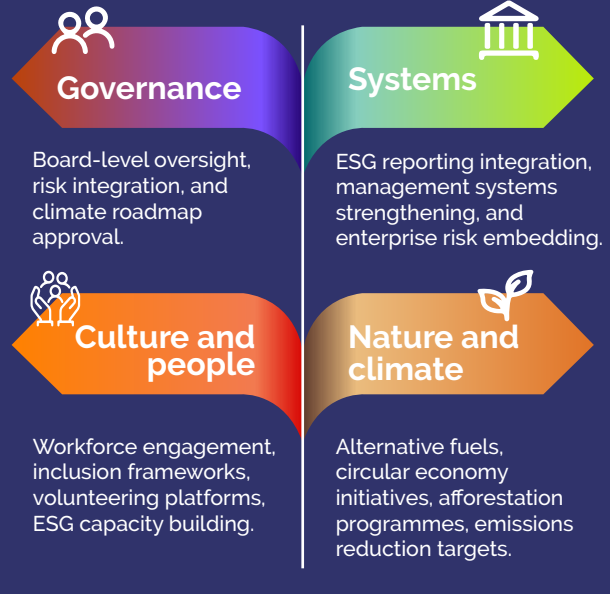 Governance
Board-level oversight,
risk integration, and
climate roadmap
approval.
Systems
ESG reporting integration,
management systems
strengthening, and
enterprise risk embedding.
Culture and
people
Workforce engagement,
inclusion frameworks,
volunteering platforms,
ESG capacity building.
Nature and
climate
Alternative fuels,
circular economy
initiatives, afforestation
programmes, emissions
reduction targets.